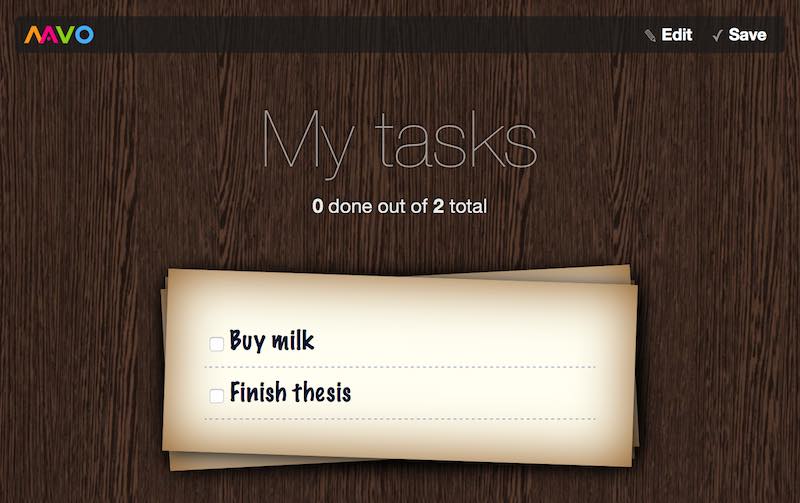 MAVO
Edit
Save
My tasks
0 done out of 2 total
Buy milk
Finish thesis